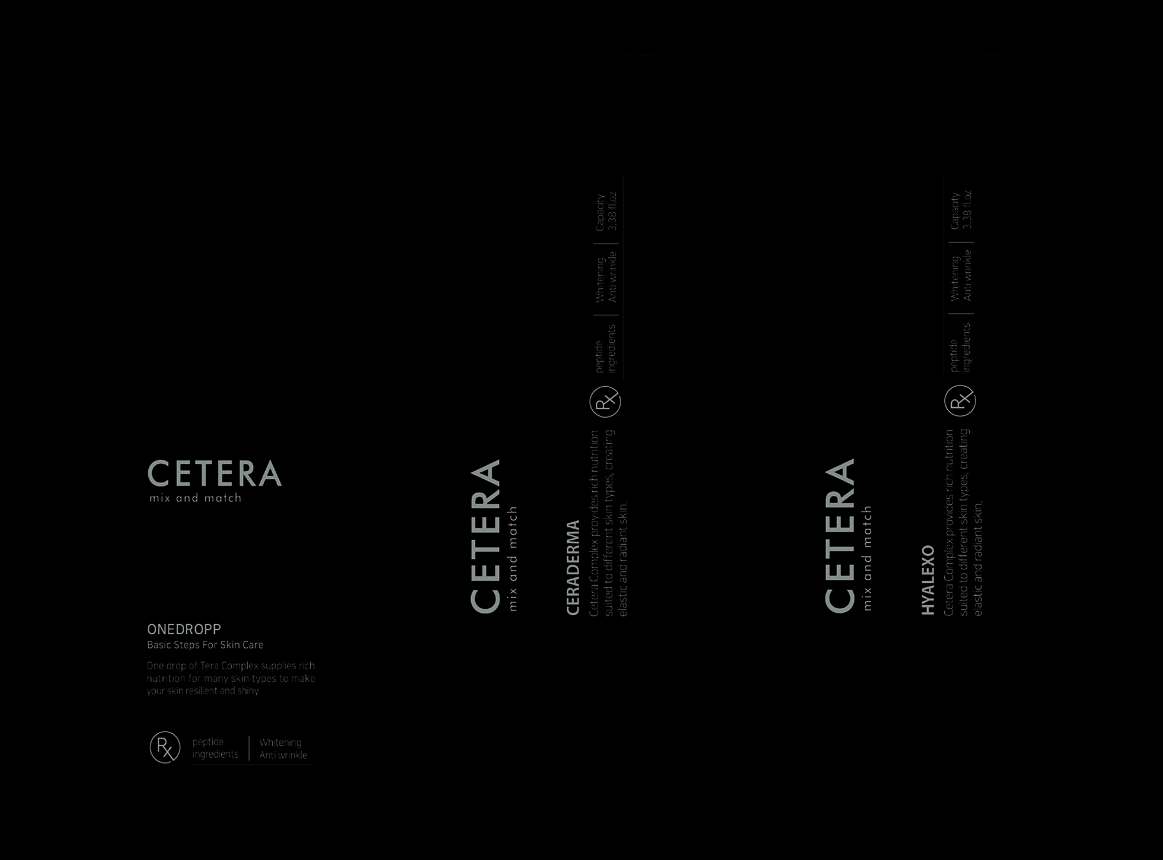 CETERA
mix and match
ONEDROPP
Basic Steps For Skin Care
One drop of Tera Complex supplies rich
nutrition for many skin types to make
your skin resilient and shiny.
Rx
peptide
ingredients
Whitening
Anti wrinkle
CETERA
mix and match
CERADERMA
Cetera Complex provides rich nutrition
suited to different skin types, creating
elastic and radiant skin.
Rx
peptide
ingredients
Whitening
Anti wrinkle
Capacity
3.38 fl.oz
CETERA
mix and match
HYALEXO
Cetera Complex provides rich nutrition
suited to different skin types, creating
elastic and radiant skin.
Rx
peptide
ingredients
Whitening
Anti wrinkle
Capacity
3.38 fl.oz